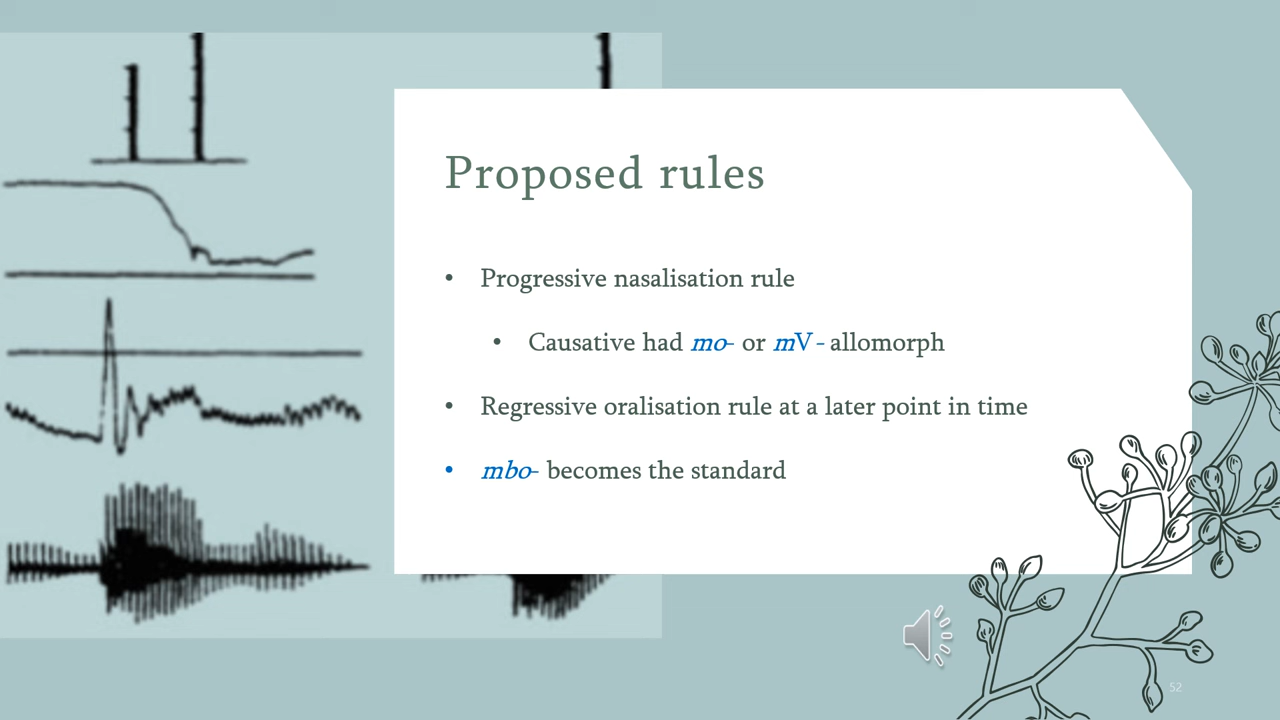 Proposed rules
• Progressive nasalisation rule
• Causative had mo- or mV- allomorph
• Regressive oralisation rule at a later point in time
• mbo- becomes the standard
52